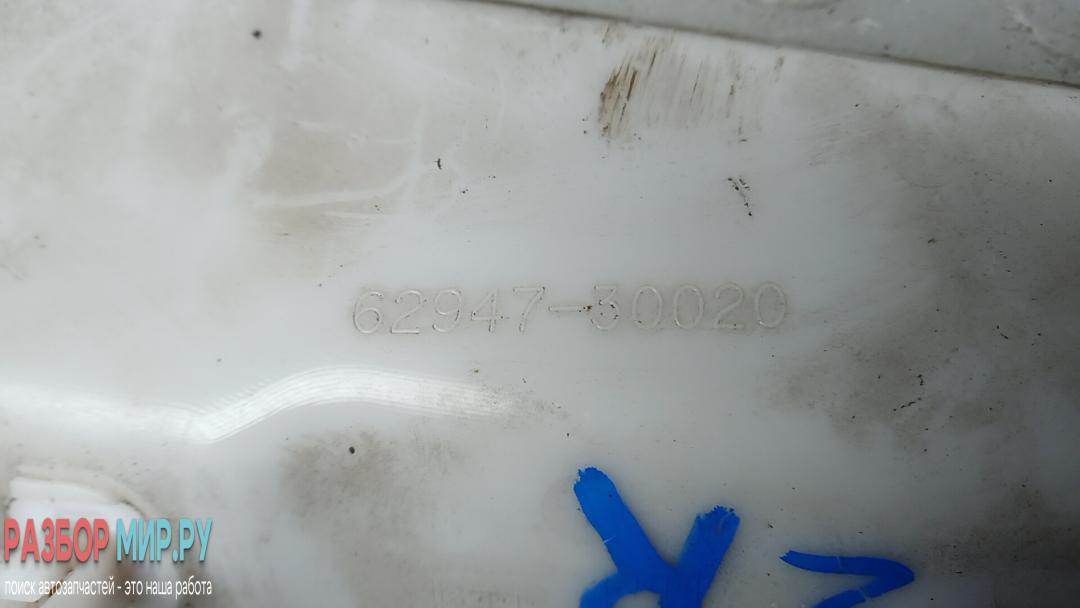 62947-30020
РАЗБОР МИР.РУ
поиск автозапчастей - это наша работа